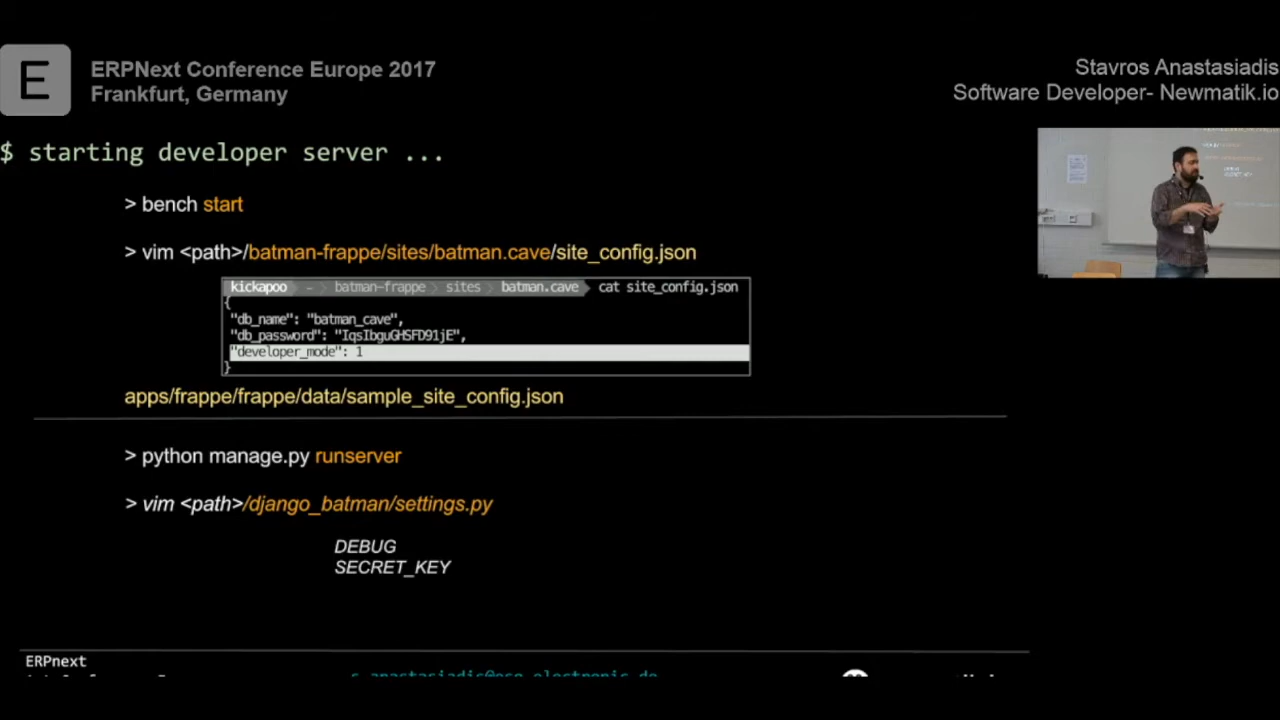 E
ERPNext Conference Europe 2017
Frankfurt, Germany
Stavros Anastasiadis
Software Developer- Newmatik.io
$ starting developer server ...
> bench start
> vim <path>/batman-frappe/sites/batman.cave/site_config.json
kickapoo - batman-frappe sites batman.cave cat site_config.json
{
"db_name": "batman_cave",
"db_password": "IqsIbguGHSFD91jE",
"developer_mode": 1
}
apps/frappe/frappe/data/sample_site_config.json
> python manage.py runserver
> vim <path>/django_batman/settings.py
DEBUG
SECRET_KEY
ERPnext